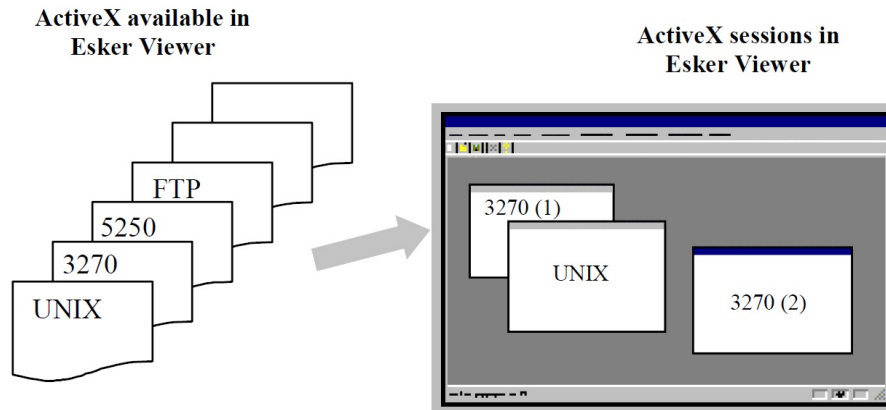 ActiveX available in
Esker Viewer
ActiveX sessions in
Esker Viewer
FTP
5250
3270
UNIX
3270 (1)
UNIX
3270 (2)